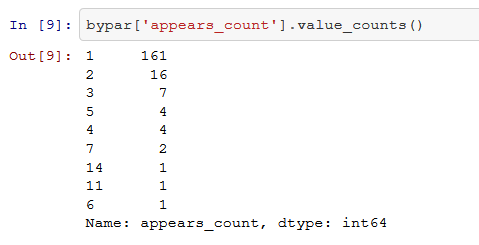 In [9]: bypar['appears_count'].value_counts()
Out[9]: 1     161
2      16
3       7
5       4
4       4
7       2
14      1
11      1
6       1
Name: appears_count, dtype: int64